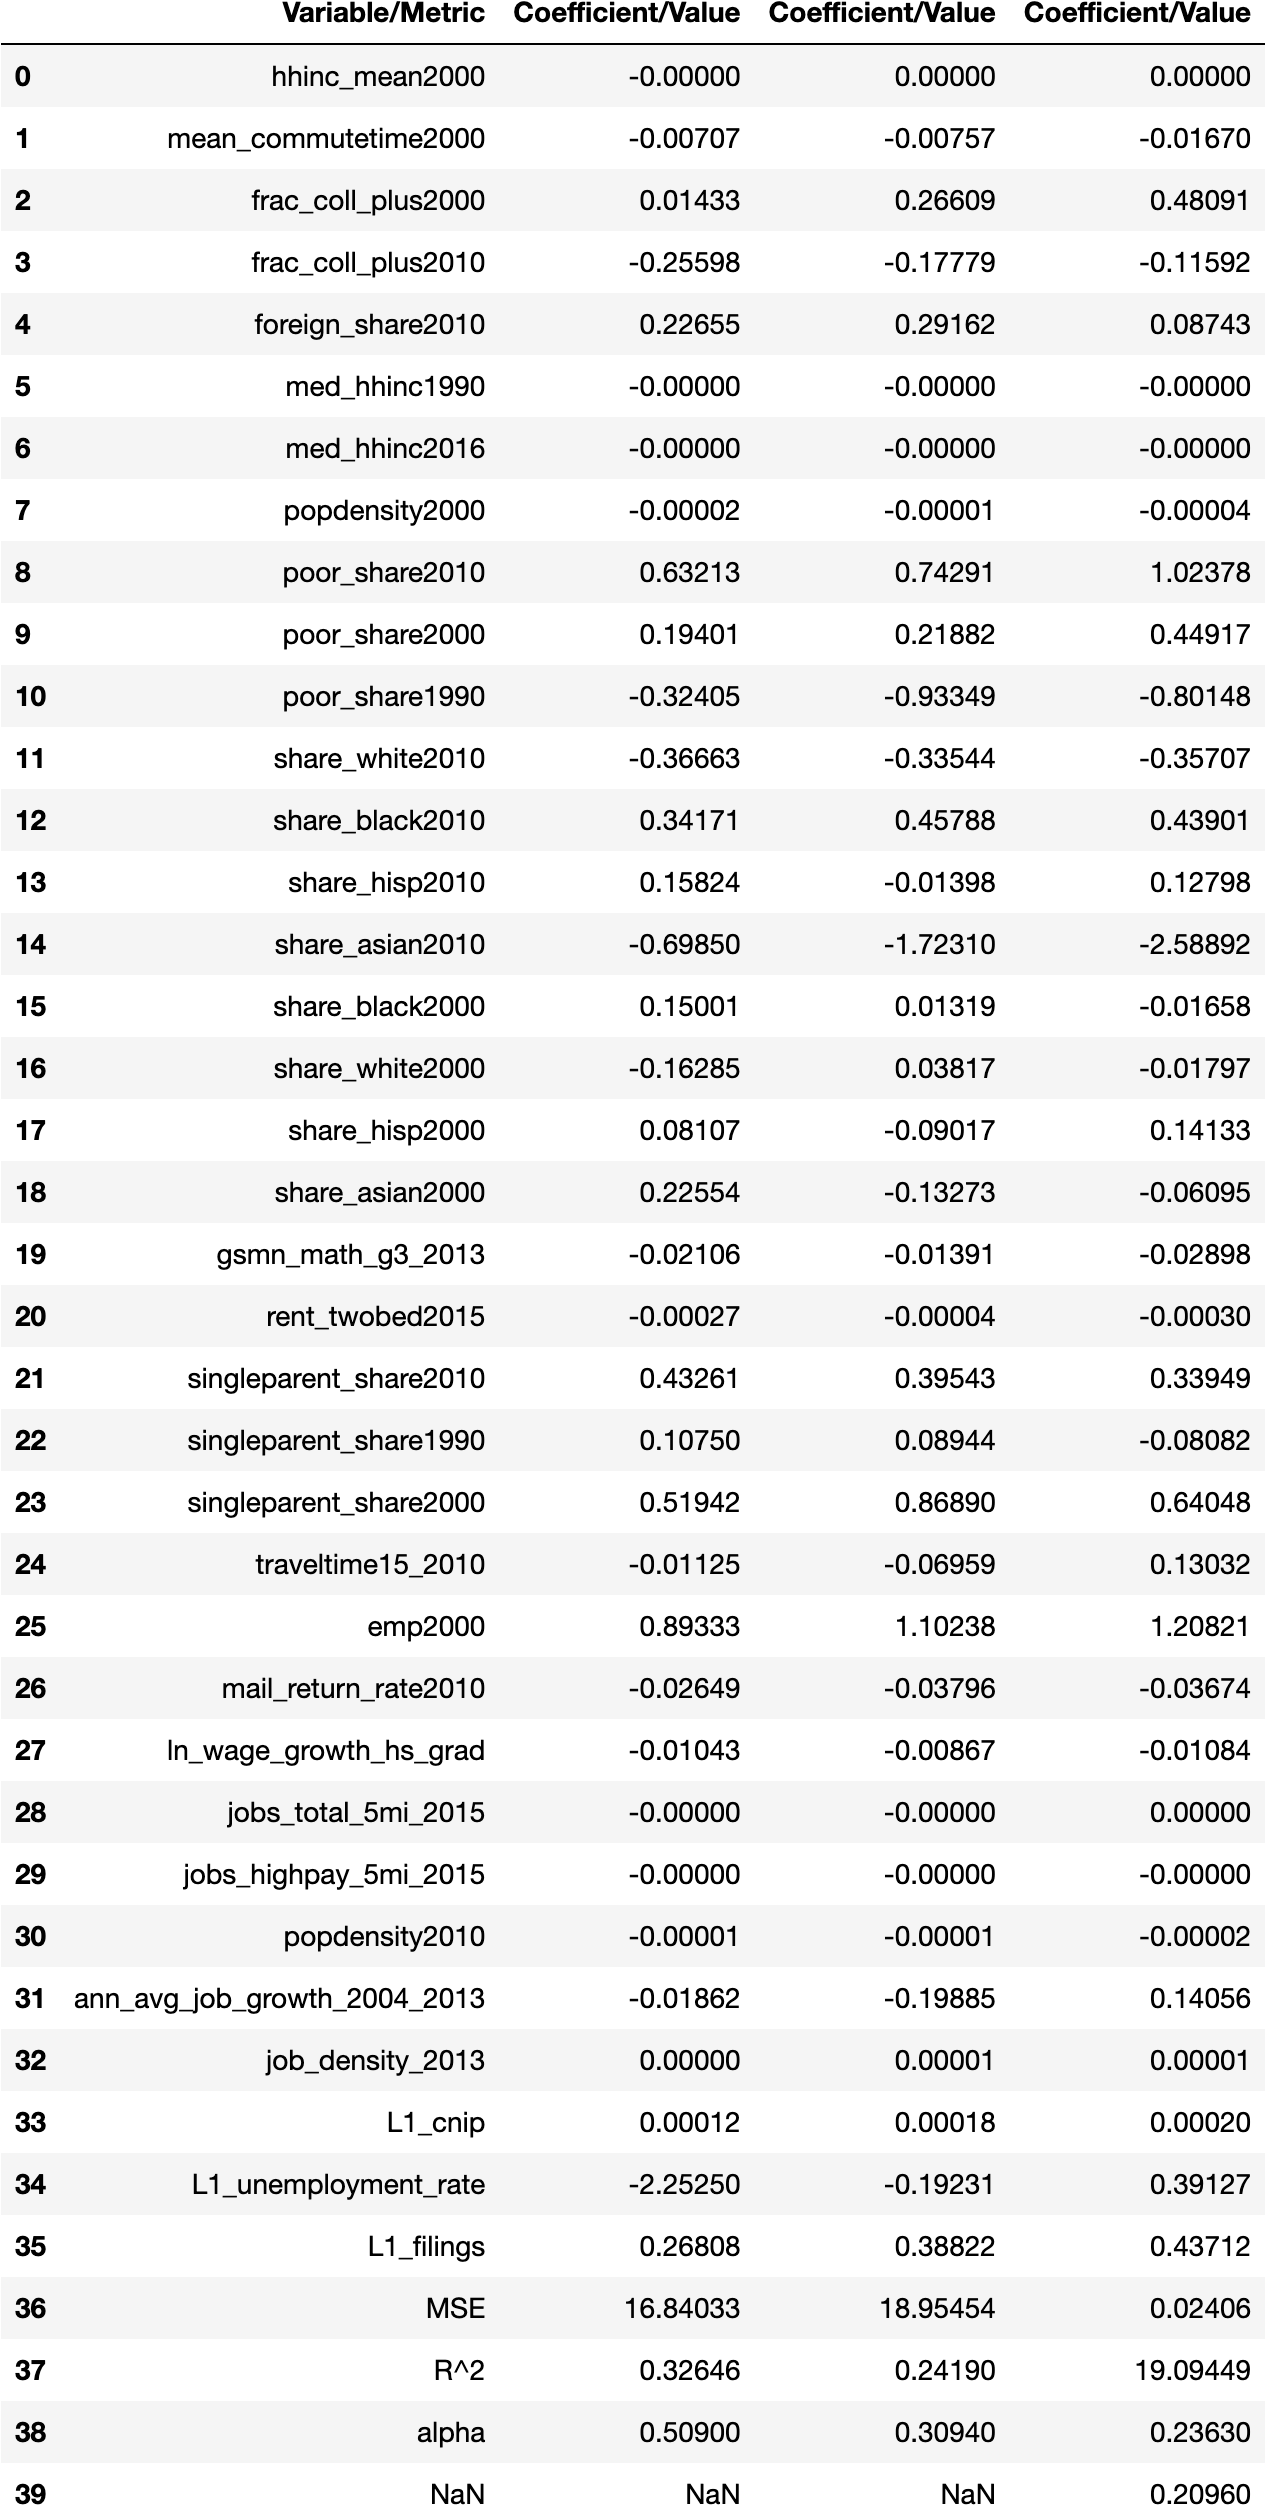 Variable/Metric Coefficient/Value Coefficient/Value Coefficient/Value
0 hhinc_mean2000 -0.00000 0.00000 0.00000
1 mean_commutetime2000 -0.00707 -0.00757 -0.01670
2 frac_coll_plus2000 0.01433 0.26609 0.48091
3 frac_coll_plus2010 -0.25598 -0.17779 -0.11592
4 foreign_share2010 0.22655 0.29162 0.08743
5 med_hhinc1990 -0.00000 -0.00000 -0.00000
6 med_hhinc2016 -0.00000 -0.00000 -0.00000
7 popdensity2000 -0.00002 -0.00001 -0.00004
8 poor_share2010 0.63213 0.74291 1.02378
9 poor_share2000 0.19401 0.21882 0.44917
10 poor_share1990 -0.32405 -0.93349 -0.80148
11 share_white2010 -0.36663 -0.33544 -0.35707
12 share_black2010 0.34171 0.45788 0.43901
13 share_hisp2010 0.15824 -0.01398 0.12798
14 share_asian2010 -0.69850 -1.72310 -2.58892
15 share_black2000 0.15001 0.01319 -0.01658
16 share_white2000 -0.16285 0.03817 -0.01797
17 share_hisp2000 0.08107 -0.09017 0.14133
18 share_asian2000 0.22554 -0.13273 -0.06095
19 gsmn_math_g3_2013 -0.02106 -0.01391 -0.02898
20 rent_twobed2015 -0.00027 -0.00004 -0.00030
21 singleparent_share2010 0.43261 0.39543 0.33949
22 singleparent_share1990 0.10750 0.08944 -0.08082
23 singleparent_share2000 0.51942 0.86890 0.64048
24 traveltime15_2010 -0.01125 -0.06959 0.13032
25 emp2000 0.89333 1.10238 1.20821
26 mail_return_rate2010 -0.02649 -0.03796 -0.03674
27 ln_wage_growth_hs_grad -0.01043 -0.00867 -0.01084
28 jobs_total_5mi_2015 -0.00000 -0.00000 0.00000
29 jobs_highpay_5mi_2015 -0.00000 -0.00000 -0.00000
30 popdensity2010 -0.00001 -0.00001 -0.00002
31 ann_avg_job_growth_2004_2013 -0.01862 -0.19885 0.14056
32 job_density_2013 0.00000 0.00001 0.00001
33 L1_cnip 0.00012 0.00018 0.00020
34 L1_unemployment_rate -2.25250 -0.19231 0.39127
35 L1_filings 0.26808 0.38822 0.43712
36 MSE 16.84033 18.95454 0.02406
37 R^2 0.32646 0.24190 19.09449
38 alpha 0.50900 0.30940 0.23630
39 NaN NaN NaN 0.20960